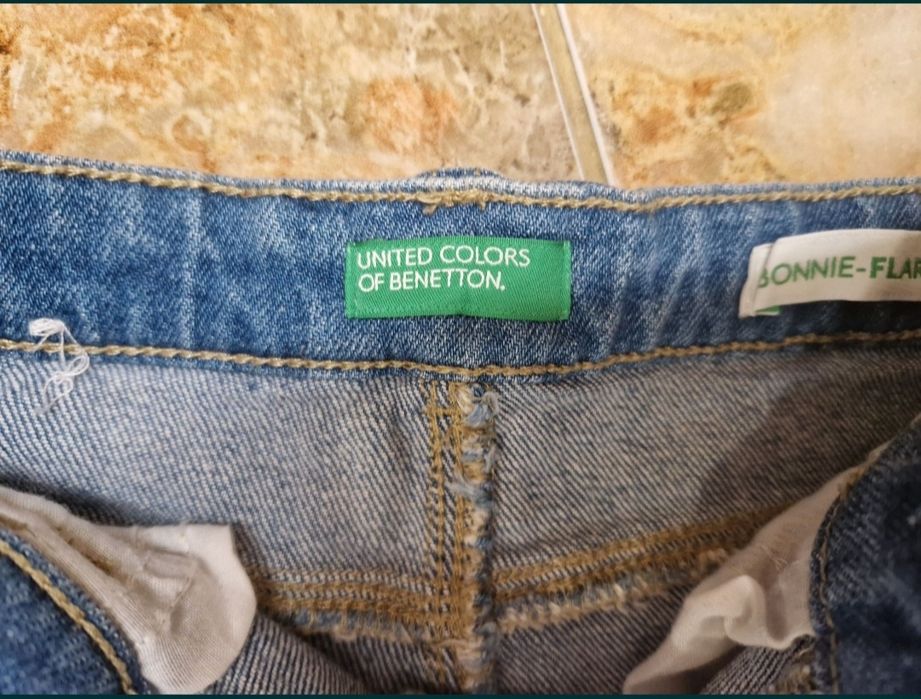 UNITED COLORS
OF BENETTON.
BONNIE-FLAR